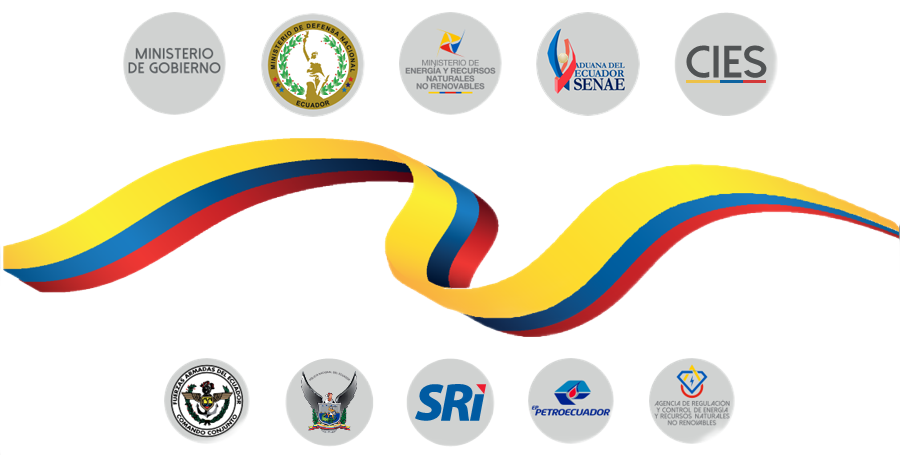 MINISTERIO
DE GOBIERNO
MINISTERIO DE DEFENSA NACIONAL
ECUADOR
MINISTERIO DE
ENERGÍA Y RECURSOS
NATURALES
NO RENOVABLES
ADUANA DEL
ECUADOR
SENAE
CIES
FUERZAS ARMADAS DEL ECUADOR
COMANDO CONJUNTO
SRi
EP PETROECUADOR
AGENCIA DE REGULACIÓN
Y CONTROL DE ENERGÍA
Y RECURSOS NATURALES
NO RENOVABLES